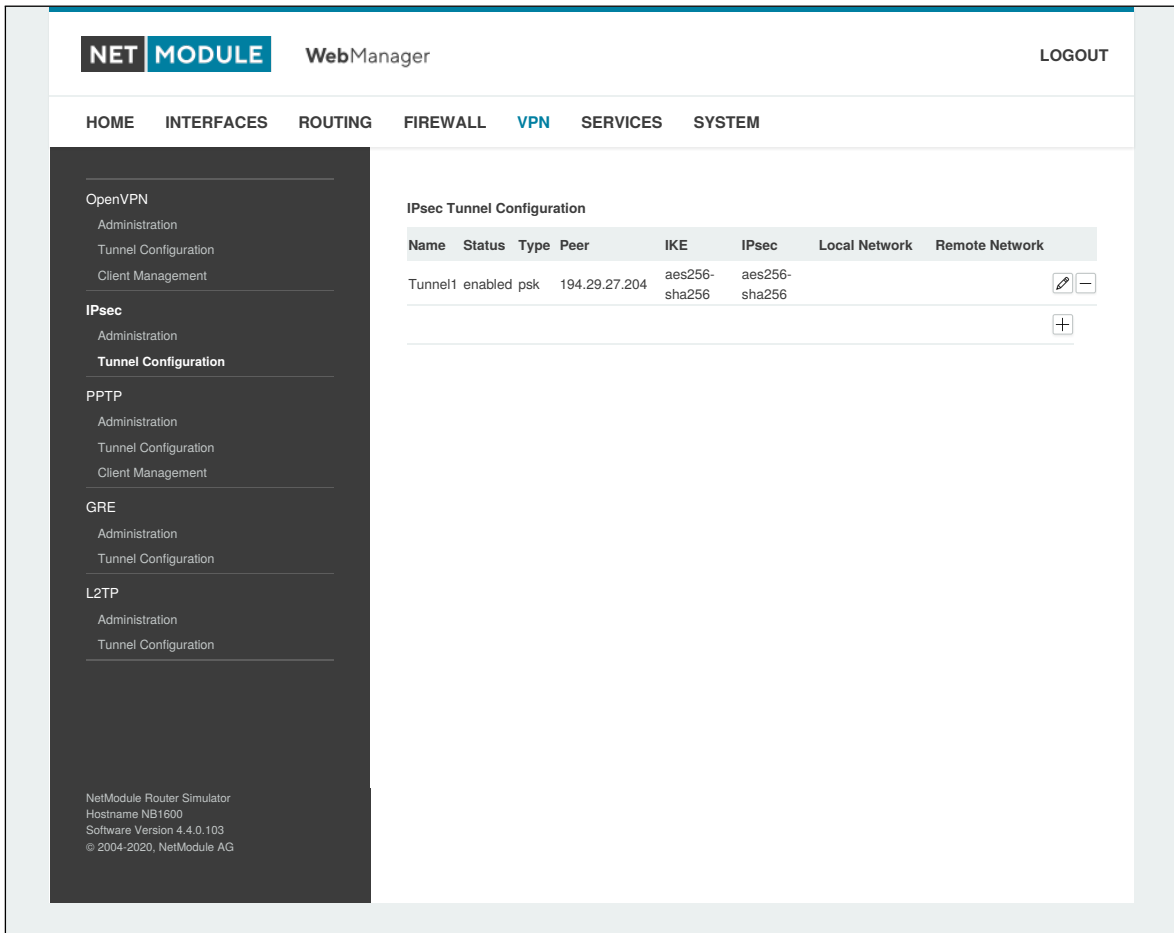 NET MODULE WebManager LOGOUT
HOME INTERFACES ROUTING FIREWALL VPN SERVICES SYSTEM
OpenVPN
Administration
Tunnel Configuration
Client Management
IPsec
Administration
Tunnel Configuration
PPTP
Administration
Tunnel Configuration
Client Management
GRE
Administration
Tunnel Configuration
L2TP
Administration
Tunnel Configuration
NetModule Router Simulator
Hostname NB1600
Software Version 4.4.0.103
© 2004-2020, NetModule AG
IPsec Tunnel Configuration
Name Status Type Peer IKE IPsec Local Network Remote Network
Tunnel1 enabled psk 194.29.27.204 aes256- aes256-
sha256 sha256